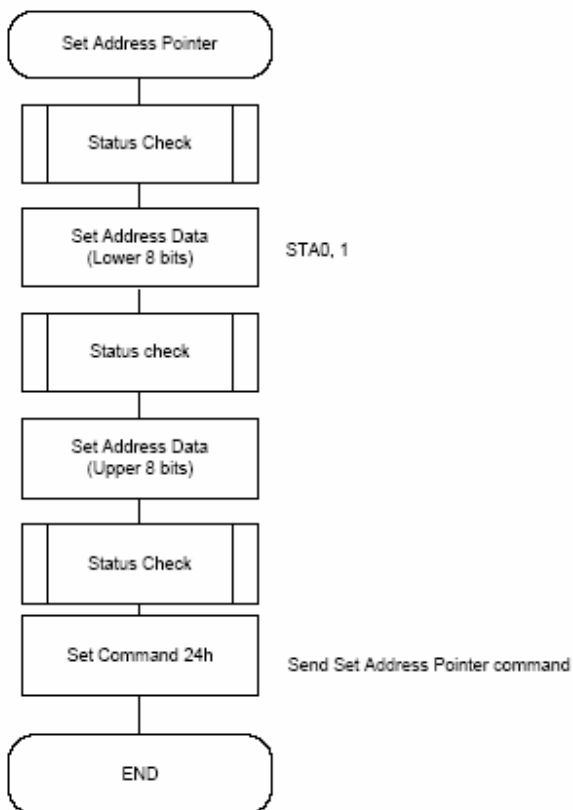 Set Address Pointer
Status Check
Set Address Data
(Lower 8 bits)
STA0, 1
Status check
Set Address Data
(Upper 8 bits)
Status Check
Set Command 24h
Send Set Address Pointer command
END